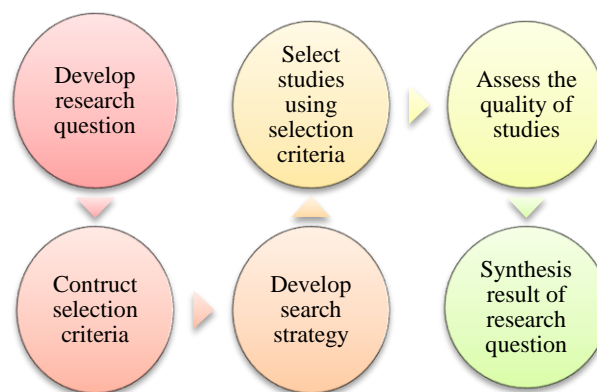 Develop
research
question
Contruct
selection
criteria
Develop
search
strategy
Select
studies
using
selection
criteria
Assess the
quality of
studies
Synthesis
result of
research
question